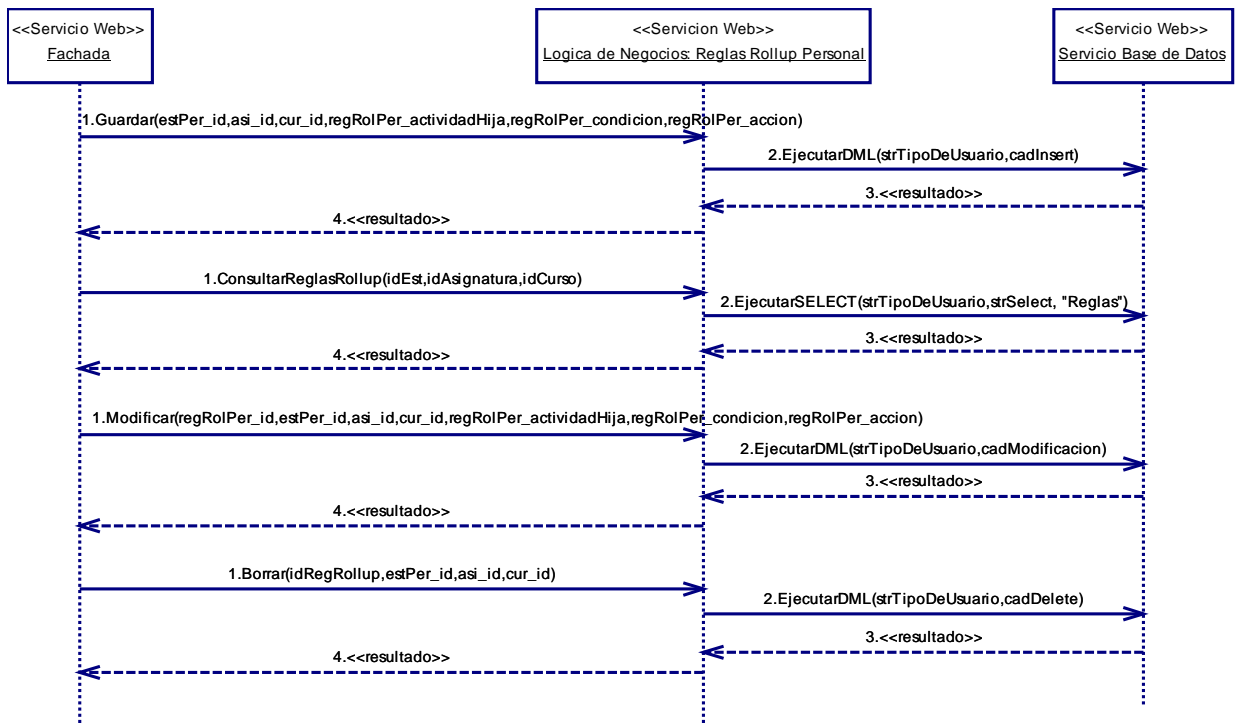 <<Servicio Web>>
Fachada
<<Servicion Web>>
Logica de Negocios: Reglas Rollup Personal
<<Servicio Web>>
Servicio Base de Datos
1.Guardar(estPer_id,asi_id,cur_id,regRolPer_actividadHija,regRolPer_condicion,regRolPer_accion)
2.EjecutarDML(strTipoDeUsuario,cadInsert)
3.<<resultado>>
4.<<resultado>>
1.ConsultarReglasRollup(idEst,idAsignatura,idCurso)
2.EjecutarSELECT(strTipoDeUsuario,strSelect, "Reglas")
3.<<resultado>>
4.<<resultado>>
1.Modificar(regRolPer_id,estPer_id,asi_id,cur_id,regRolPer_actividadHija,regRolPer_condicion,regRolPer_accion)
2.EjecutarDML(strTipoDeUsuario,cadModificacion)
3.<<resultado>>
4.<<resultado>>
1.Borrar(idRegRollup,estPer_id,asi_id,cur_id)
2.EjecutarDML(strTipoDeUsuario,cadDelete)
3.<<resultado>>
4.<<resultado>>